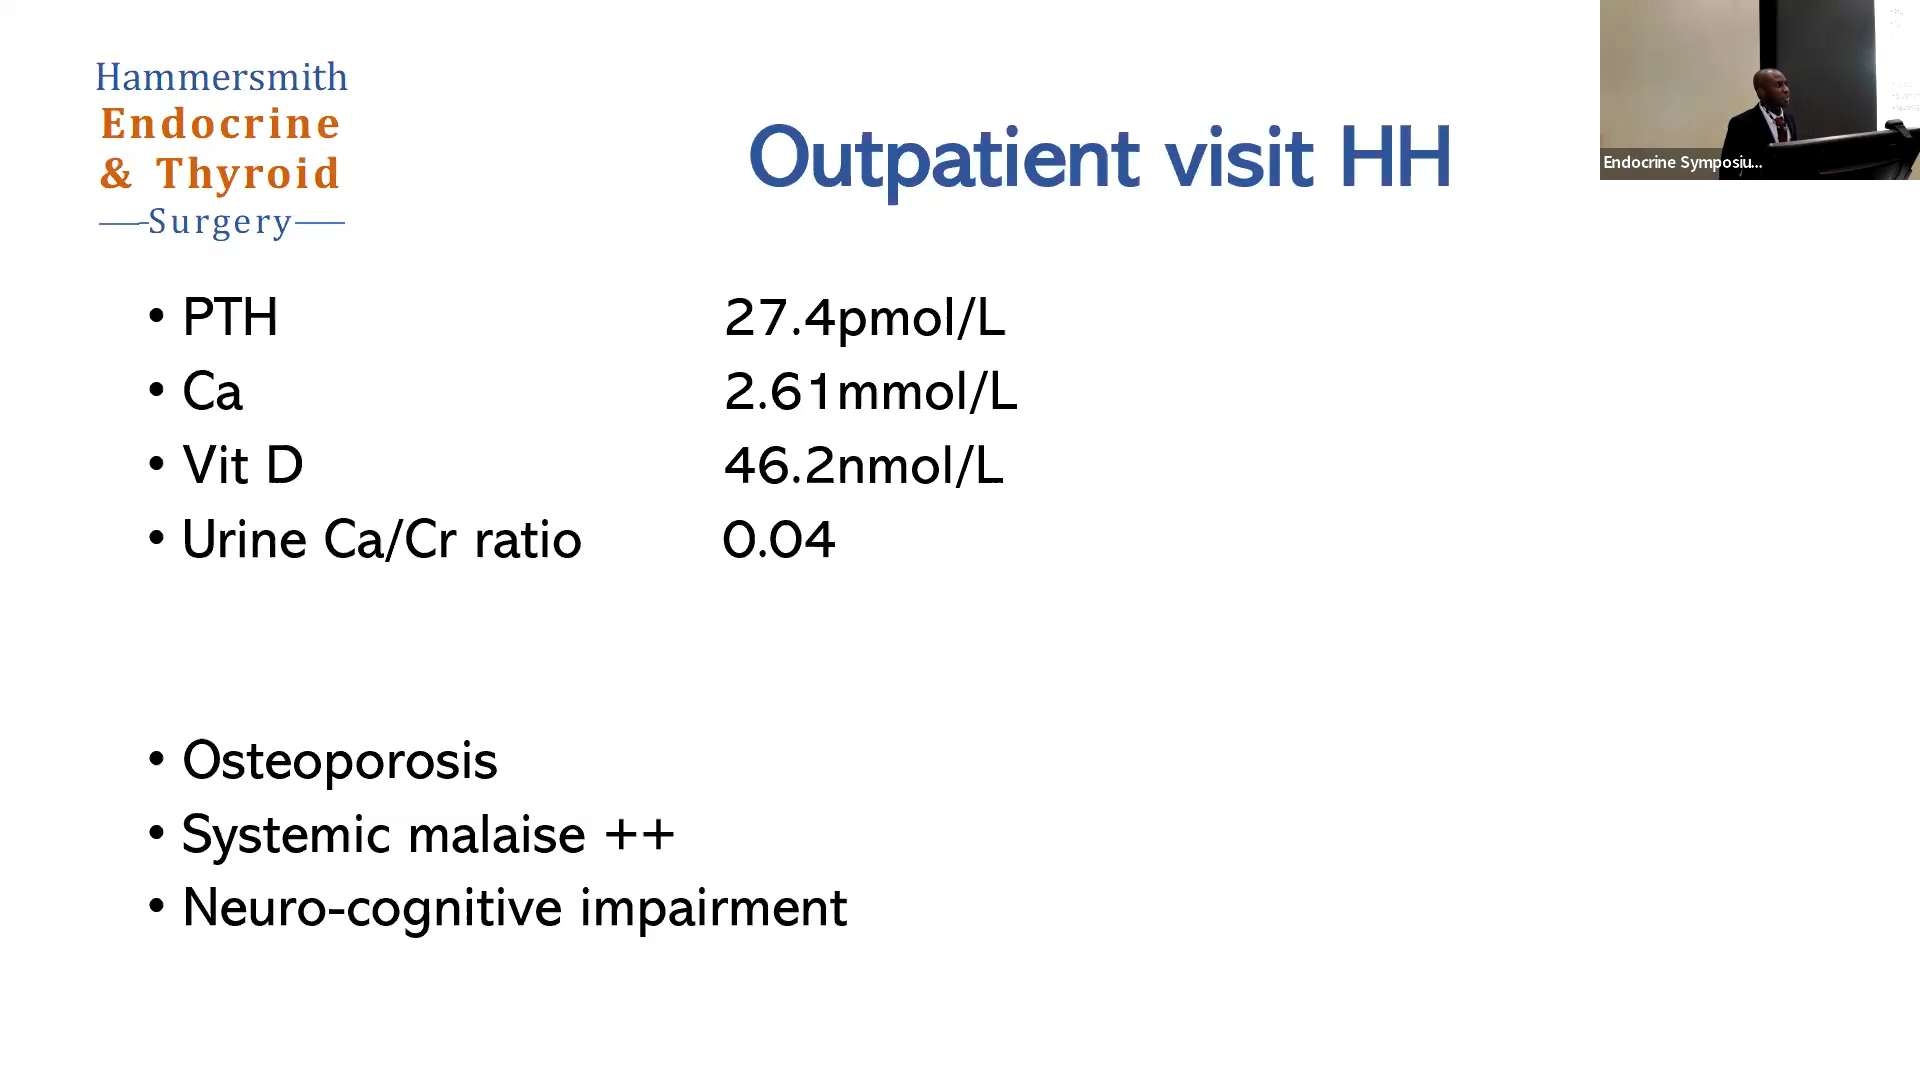 Hammersmith
Endocrine
& Thyroid
Surgery
Outpatient visit HH
Endocrine Symposiu...
• PTH 27.4pmol/L
• Ca 2.61mmol/L
• Vit D 46.2nmol/L
• Urine Ca/Cr ratio 0.04
• Osteoporosis
• Systemic malaise ++
• Neuro-cognitive impairment